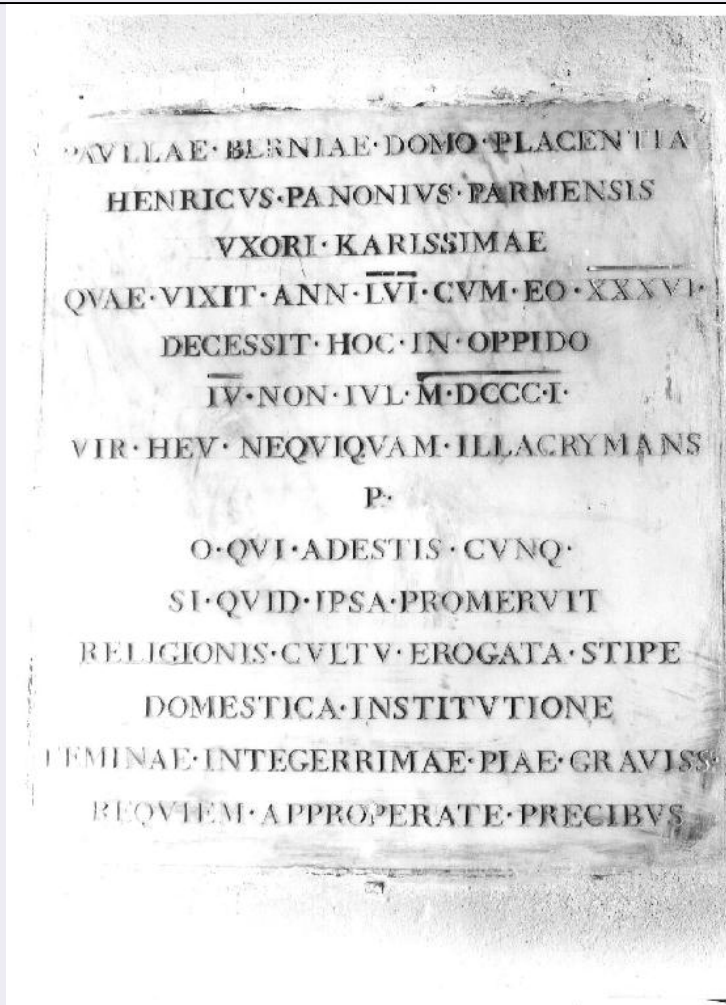 PAVLLAE·BERNIAE·DOMO·PLACENTIA
HENRICVS·PANONIVS·PARMENSIS
VXORI·KARISSIMAE
QVAE·VIXIT·ANN·LVI·CVM·EO·XXXVI·
DECESSIT·HOC·IN·OPPIDO
IV·NON·IVL·M·DCCC·I·
VIR·HEV·NEQVIQVAM·ILLACRYMANS
P·
O·QVI·ADESTIS·CVNQ·
SI·QVID·IPSA·PROMERVIT
RELIGIONIS·CVLTV·EROGATA·STIPE
DOMESTICA·INSTITVTIONE
FEMINAE·INTEGERRIMAE·PIAE·GRAVISS·
REQVIEM·APPROPERATE·PRECIBVS